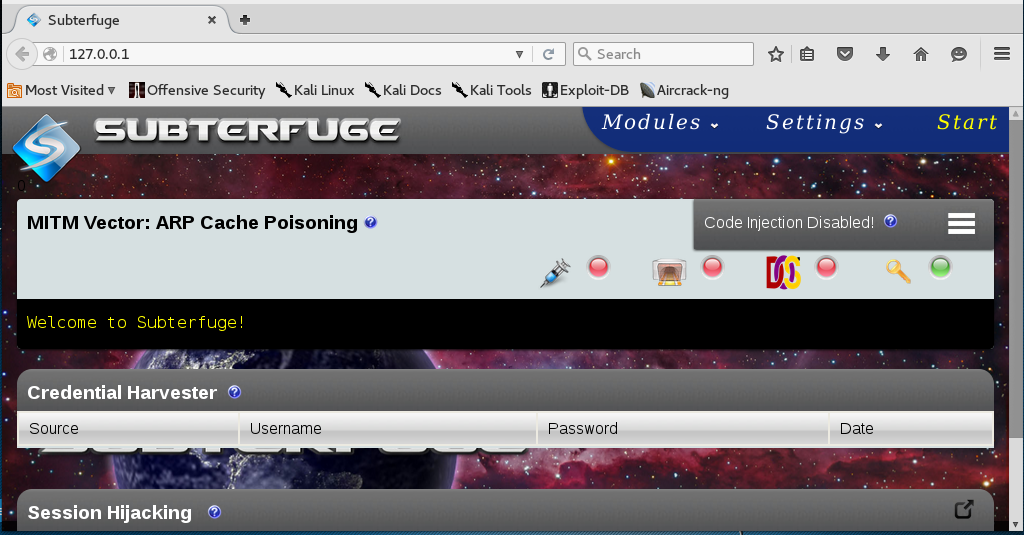 Subterfuge
127.0.0.1
Search
Most Visited
Offensive Security
Kali Linux
Kali Docs
Kali Tools
Exploit-DB
Aircrack-ng
SUBTERFUGE
Modules
Settings
Start
0
MITM Vector: ARP Cache Poisoning ?
Code Injection Disabled! ?
DOS
Welcome to Subterfuge!
Credential Harvester ?
Source
Username
Password
Date
Session Hijacking ?